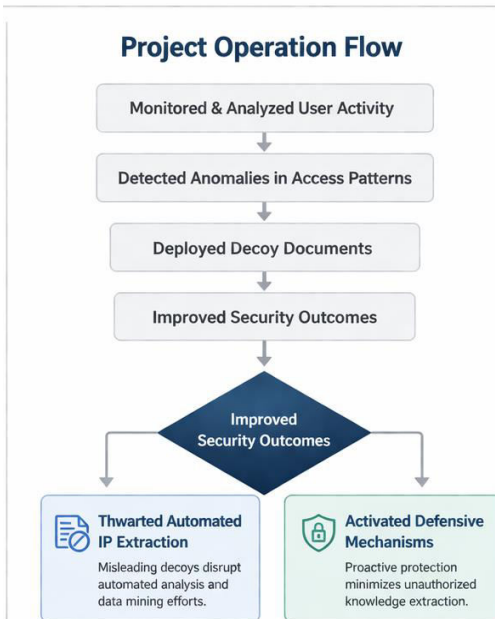 Project Operation Flow
Monitored & Analyzed User Activity
Detected Anomalies in Access Patterns
Deployed Decoy Documents
Improved Security Outcomes
Improved
Security Outcomes
Thwarted Automated
IP Extraction
Misleading decoys disrupt
automated analysis and
data mining efforts.
Activated Defensive
Mechanisms
Proactive protection
minimizes unauthorized
knowledge extraction.